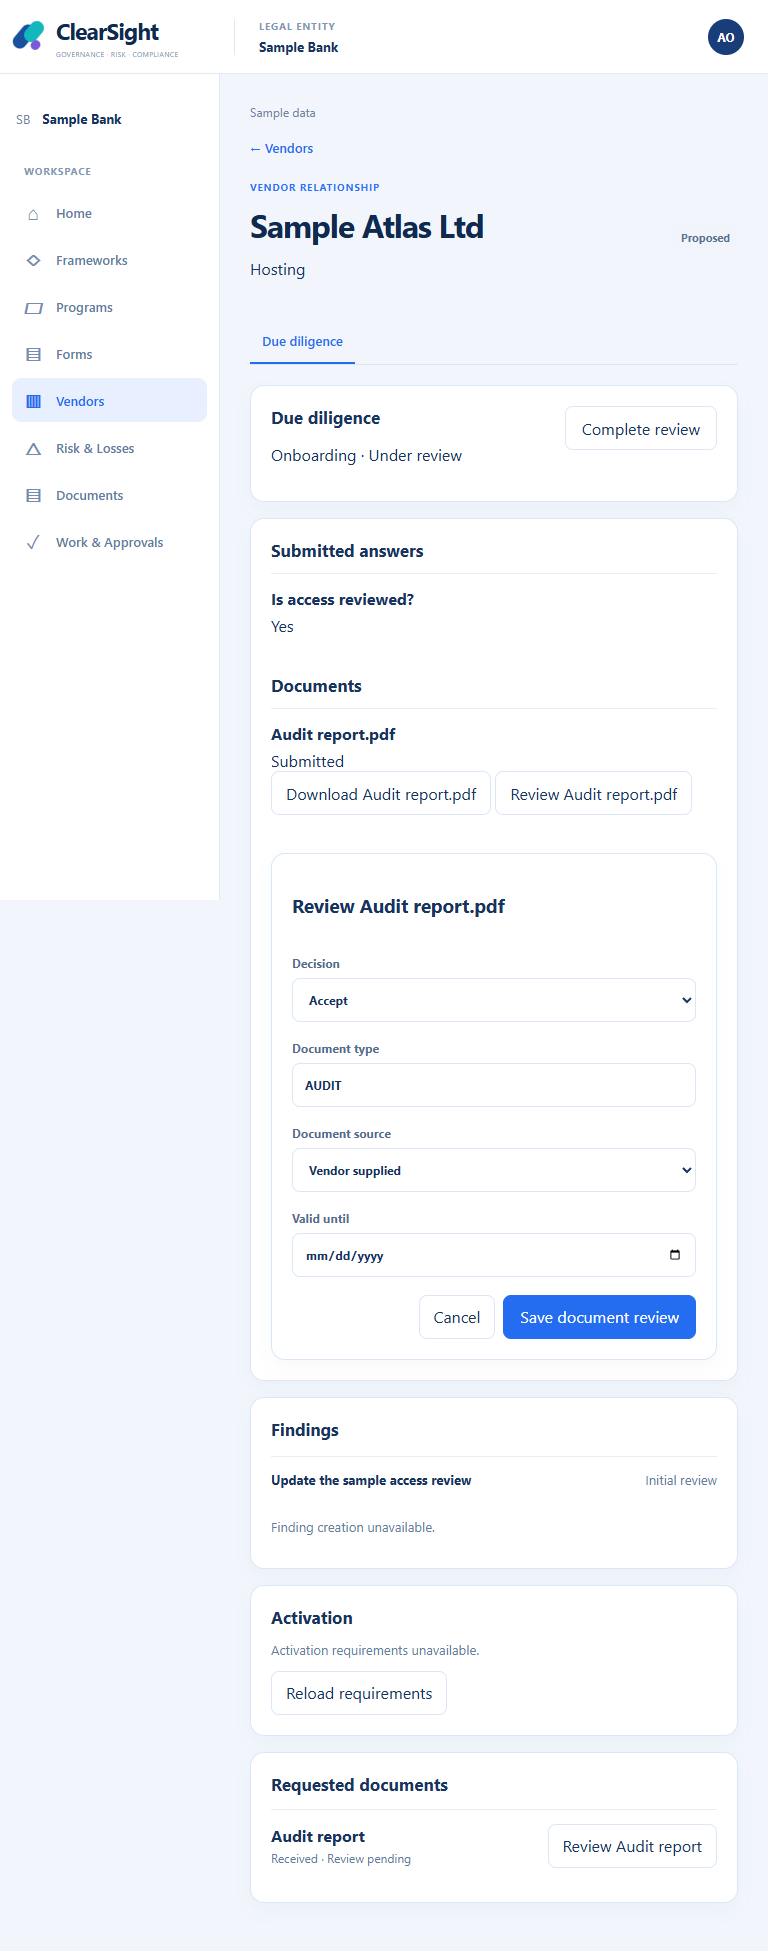 ClearSight
GOVERNANCE · RISK · COMPLIANCE
LEGAL ENTITY
Sample Bank
AO
SB Sample Bank
WORKSPACE
Home
Frameworks
Programs
Forms
Vendors
Risk & Losses
Documents
Work & Approvals
Sample data
← Vendors
VENDOR RELATIONSHIP
Sample Atlas Ltd
Proposed
Hosting
Due diligence
Due diligence
Complete review
Onboarding · Under review
Submitted answers
Is access reviewed?
Yes
Documents
Audit report.pdf
Submitted
Download Audit report.pdf Review Audit report.pdf
Review Audit report.pdf
Decision
Accept
Document type
AUDIT
Document source
Vendor supplied
Valid until
mm/dd/yyyy
Cancel Save document review
Findings
Update the sample access review Initial review
Finding creation unavailable.
Activation
Activation requirements unavailable.
Reload requirements
Requested documents
Audit report
Received · Review pending
Review Audit report